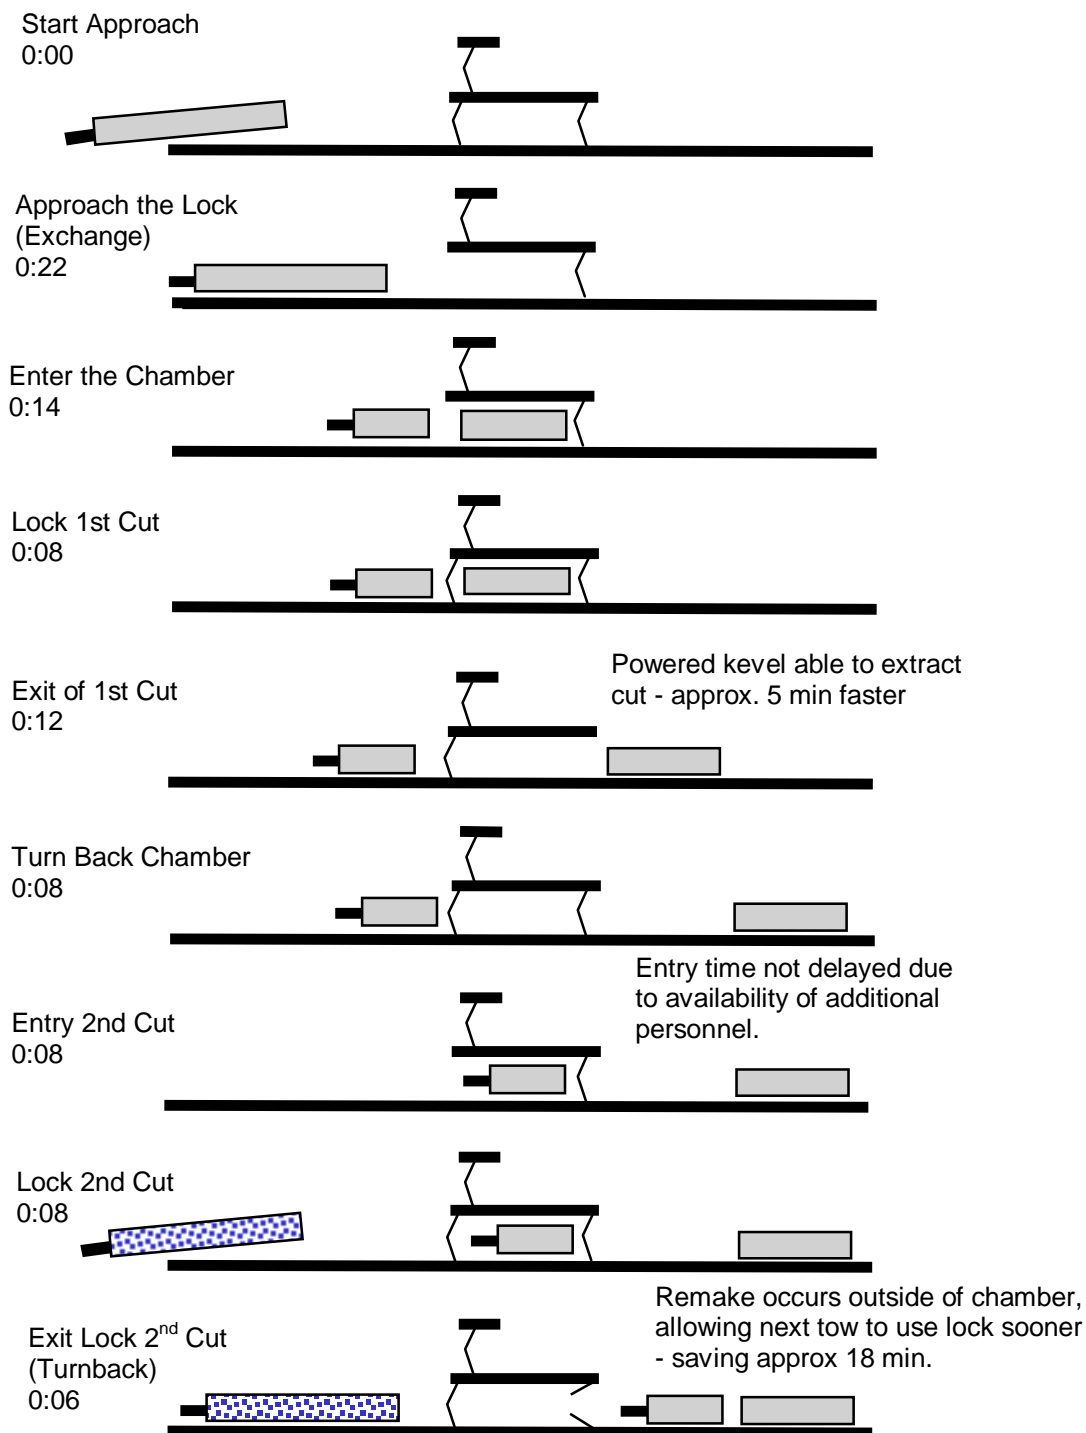 Start Approach
0:00
Approach the Lock
(Exchange)
0:22
Enter the Chamber
0:14
Lock 1st Cut
0:08
Powered kevel able to extract
cut - approx. 5 min faster
Exit of 1st Cut
0:12
Turn Back Chamber
0:08
Entry time not delayed due
to availability of additional
personnel.
Entry 2nd Cut
0:08
Lock 2nd Cut
0:08
Remake occurs outside of chamber,
allowing next tow to use lock sooner
- saving approx 18 min.
Exit Lock 2nd Cut
(Turnback)
0:06